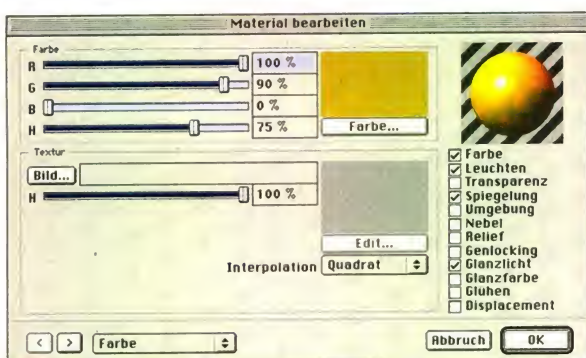 Material bearbeiten
Farbe
R 100 %
G 90 %
B 0 %
H 75 %
Farbe...
Textur
Bild...
H 100 %
Edit...
Interpolation Quadrat
Farbe
Leuchten
Transparenz
Spiegelung
Umgebung
Nebel
Relief
Genlocking
Glanzlicht
Glanzfarbe
Glühen
Displacement
< > Farbe
Abbruch OK